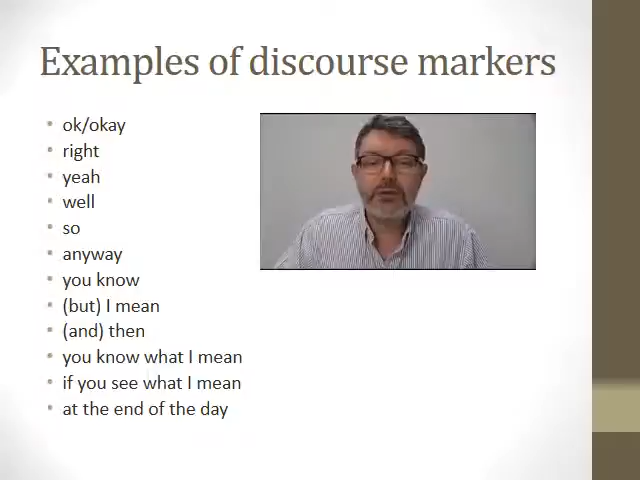 Examples of discourse markers
ok/okay
right
yeah
well
so
anyway
you know
(but) I mean
(and) then
you know what I mean
if you see what I mean
at the end of the day